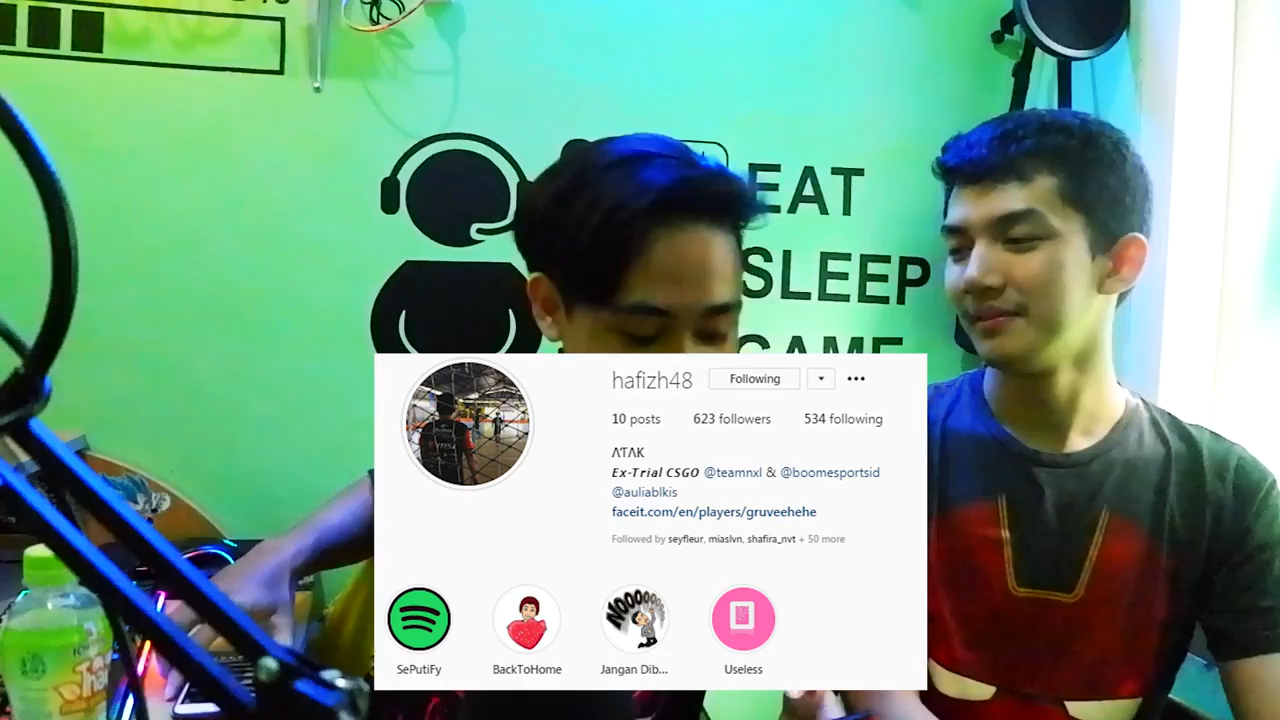 EAT
SLEEP
GAME
hafizh48 Following
10 posts 623 followers 534 following
ΛTΛK
Ex-Trial CSGO @teamnxl & @boomesportsid
@auliablkis
faceit.com/en/players/gruveehehe
Followed by seyfleur, miaslvn, shafira_nvt + 50 more
NOOOOOOO
SePutiFy BackToHome Jangan Dib... Useless